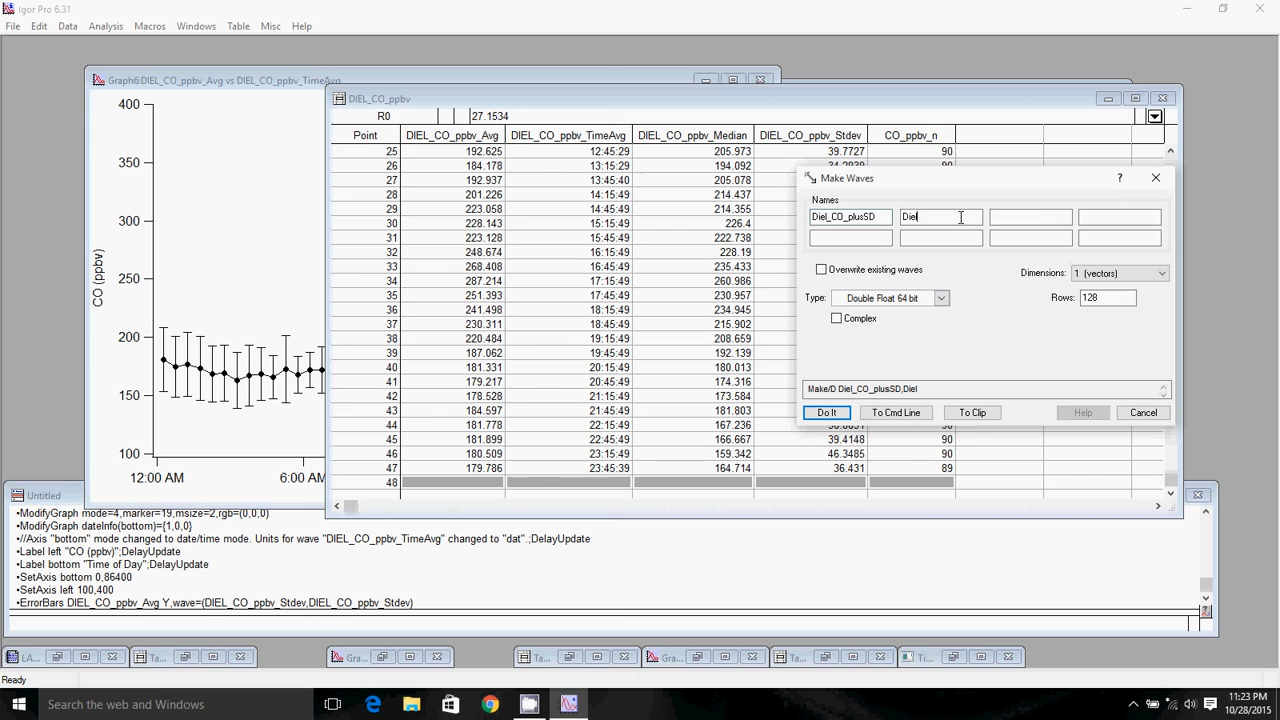 Igor Pro 6.31
File Edit Data Analysis Macros Windows Table Misc Help
Graph6:DIEL_CO_ppbv_Avg vs DIEL_CO_ppbv_TimeAvg
400
350
300
250
200
150
100
CO (ppbv)
12:00 AM 6:00 AM
DIEL_CO_ppbv
R0 27.1534
Point DIEL_CO_ppbv_Avg DIEL_CO_ppbv_TimeAvg DIEL_CO_ppbv_Median DIEL_CO_ppbv_Stdev CO_ppbv_n
25 192.625 12:45:29 205.973 39.7727 90
26 184.178 13:15:29 194.092 34.2939 90
27 192.937 13:45:40 205.078
28 201.226 14:15:49 214.437
29 223.058 14:45:49 214.355
30 228.143 15:15:49 226.4
31 223.128 15:45:49 222.738
32 248.674 16:15:49 228.19
33 268.408 16:45:49 235.433
34 287.214 17:15:49 260.986
35 251.393 17:45:49 230.957
36 241.498 18:15:49 234.945
37 230.311 18:45:49 215.902
38 220.484 19:15:49 208.659
39 187.062 19:45:49 192.139
40 181.331 20:15:49 180.013
41 179.217 20:45:49 174.316
42 178.528 21:15:49 173.584
43 184.597 21:45:49 181.803
44 181.778 22:15:49 167.236 90
45 181.899 22:45:49 166.667 39.4148 90
46 180.509 23:15:49 159.342 46.3485 90
47 179.786 23:45:39 164.714 36.431 89
48
Make Waves
Names
Diel_CO_plusSD Diel
Overwrite existing waves Dimensions: 1 (vectors)
Type: Double Float 64 bit Rows: 128
Complex
Make/D Diel_CO_plusSD,Diel
Do It To Cmd Line To Clip Help Cancel
Untitled
•ModifyGraph mode=4,marker=19,msize=2,rgb=(0,0,0)
•ModifyGraph dateInfo(bottom)={1,0,0}
•//Axis "bottom" mode changed to date/time mode. Units for wave "DIEL_CO_ppbv_TimeAvg" changed to "dat".;DelayUpdate
•Label left "CO (ppbv)";DelayUpdate
•Label bottom "Time of Day";DelayUpdate
•SetAxis bottom 0,86400
•SetAxis left 100,400
•ErrorBars DIEL_CO_ppbv_Avg Y,wave=(DIEL_CO_ppbv_Stdev,DIEL_CO_ppbv_Stdev)
LA... Ta... Gra... Ta... Gra... Ta... Ti...
Ready
Search the web and Windows
11:23 PM
10/28/2015